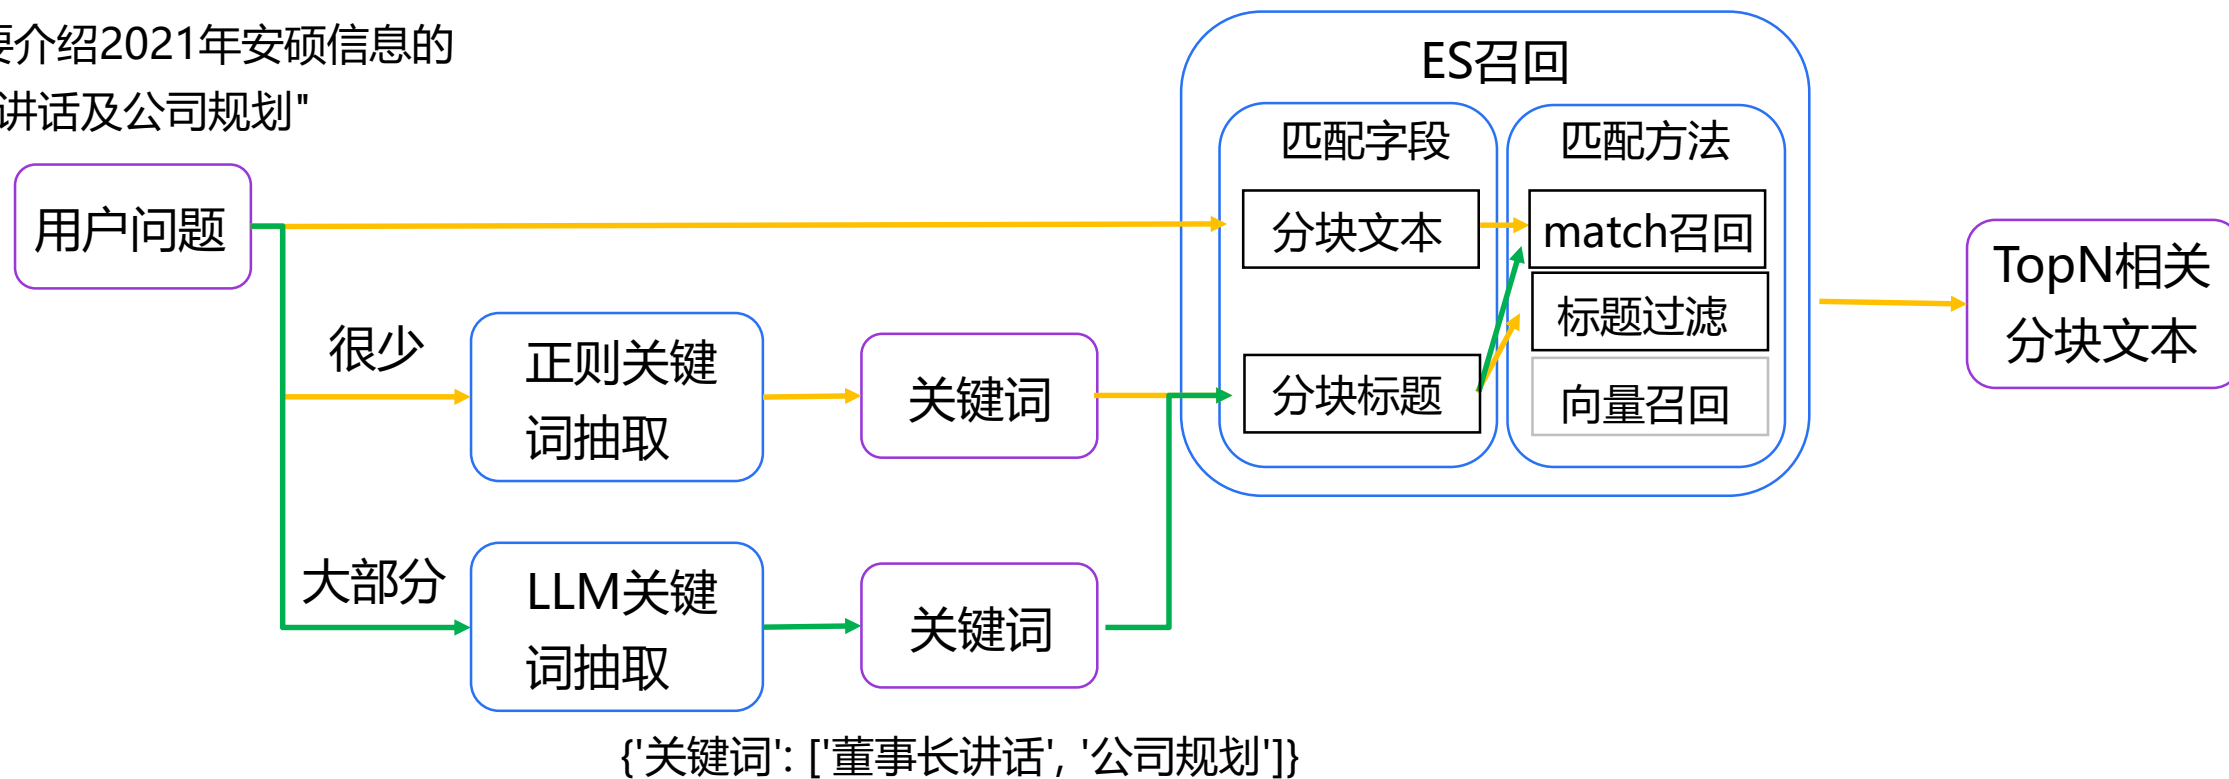 介绍2021年安硕信息的
讲话及公司规划"
用户问题
很少
正则关键
词抽取
关键词
大部分
LLM关键
词抽取
关键词
{'关键词': ['董事长讲话', '公司规划']}
ES召回
匹配字段
分块文本
分块标题
匹配方法
match召回
标题过滤
向量召回
TopN相关
分块文本